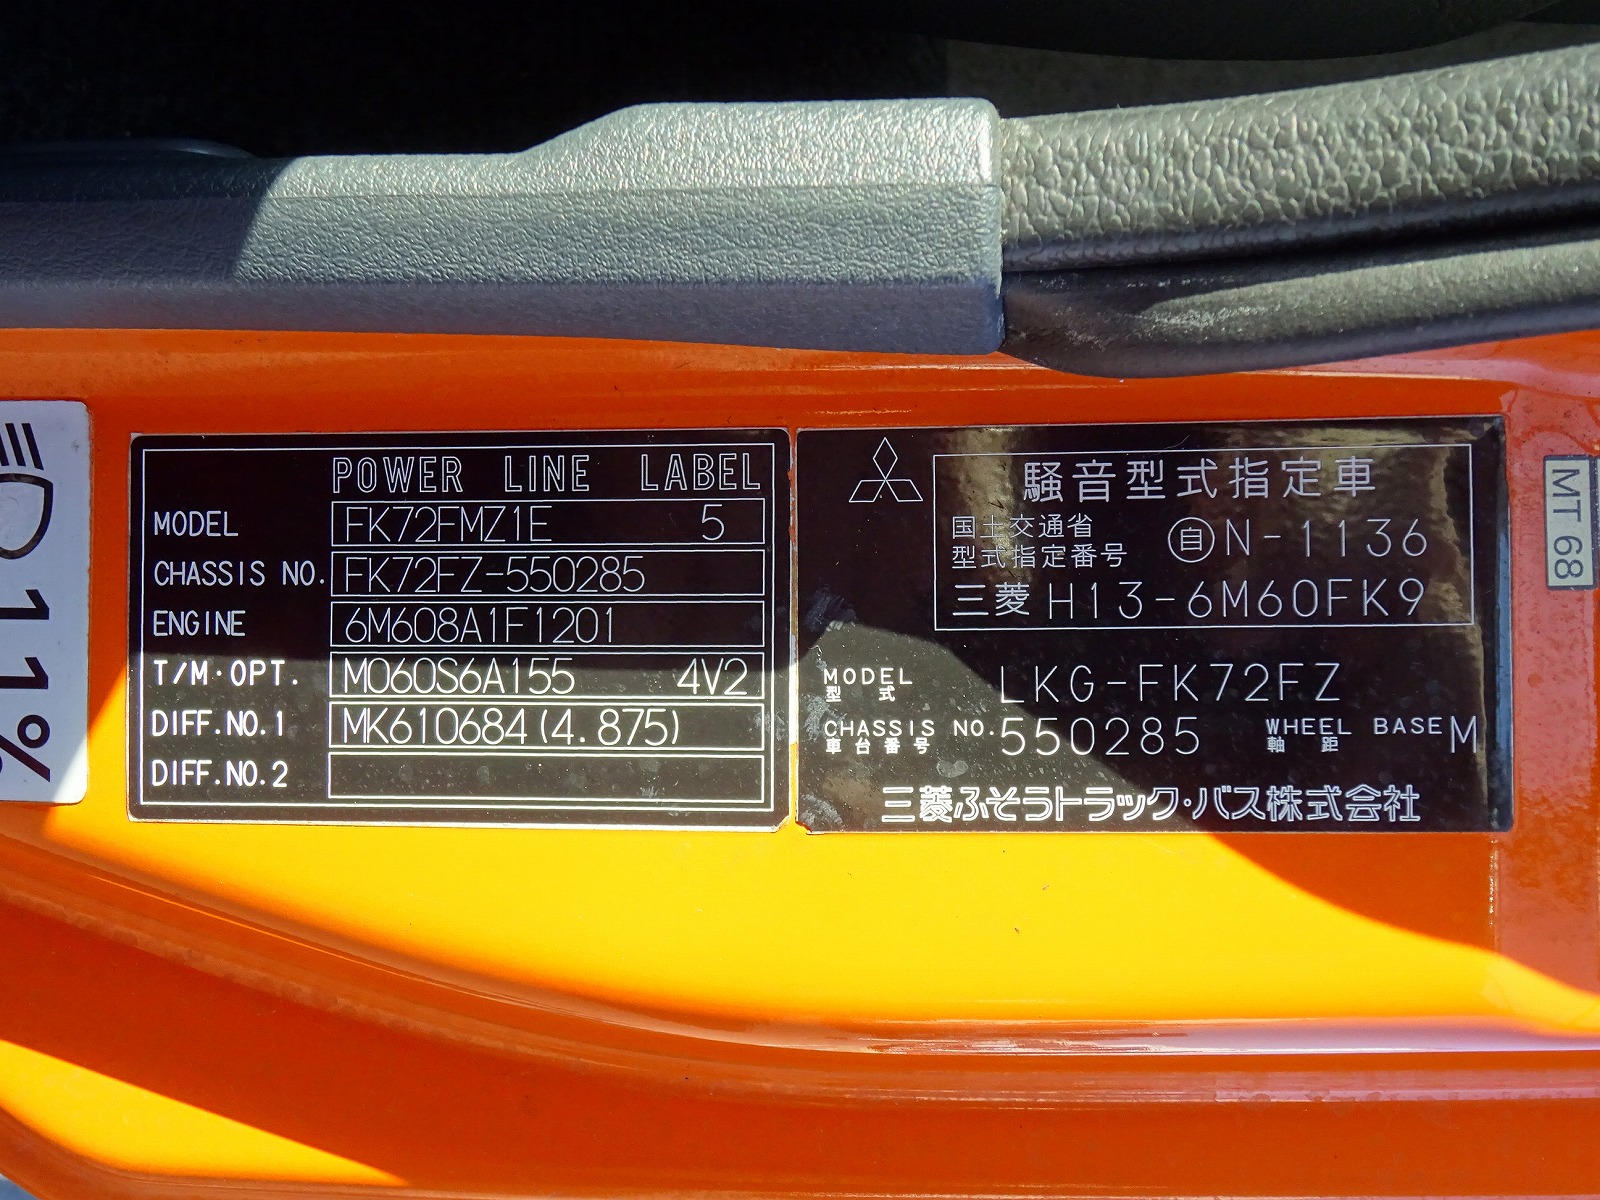 11%
POWER LINE LABEL
MODEL FK72FMZ1E 5
CHASSIS NO. FK72FZ-550285
ENGINE 6M608A1F1201
T/M·OPT. M060S6A155 4V2
DIFF.NO.1 MK610684(4.875)
DIFF.NO.2
騒音型式指定車
国土交通省
型式指定番号 自N-1136
三菱 H13-6M60FK9
MODEL LKG-FK72FZ
型式
CHASSIS NO. 550285 WHEEL BASE M
車台番号 軸距
三菱ふそうトラック・バス株式会社
MT 68